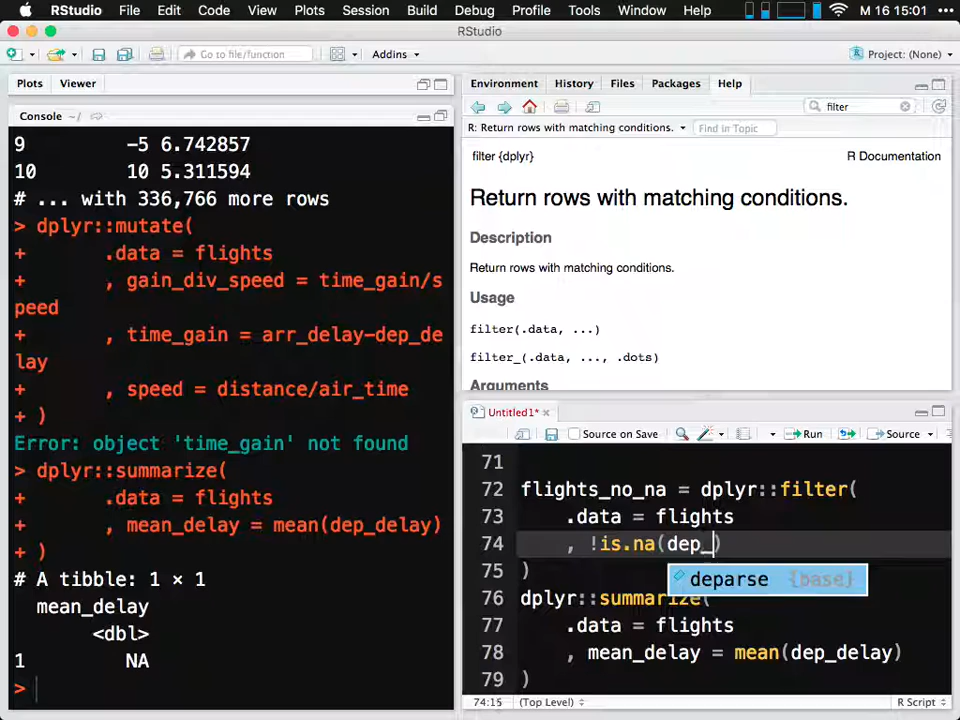 RStudio File Edit Code View Plots Session Build Debug Profile Tools Window Help M 16 15:01
RStudio
Go to file/function Addins Project: (None)
Plots Viewer
Console ~/
9 -5 6.742857
10 10 5.311594
# ... with 336,766 more rows
> dplyr::mutate(
+ .data = flights
+ , gain_div_speed = time_gain/s
peed
+ , time_gain = arr_delay-dep_de
lay
+ , speed = distance/air_time
+ )
Error: object 'time_gain' not found
> dplyr::summarize(
+ .data = flights
+ , mean_delay = mean(dep_delay)
+ )
# A tibble: 1 × 1
mean_delay
<dbl>
1 NA
>
Environment History Files Packages Help
filter
R: Return rows with matching conditions. Find in Topic
filter {dplyr} R Documentation
Return rows with matching conditions.
Description
Return rows with matching conditions.
Usage
filter(.data, ...)
filter_(.data, ..., .dots)
Arguments
Untitled1*
Source on Save Run Source
71
72 flights_no_na = dplyr::filter(
73 .data = flights
74 , !is.na(dep_)
75 )
deparse {base}
76 dplyr::summarize(
77 .data = flights
78 , mean_delay = mean(dep_delay)
79 )
74:15 (Top Level) R Script